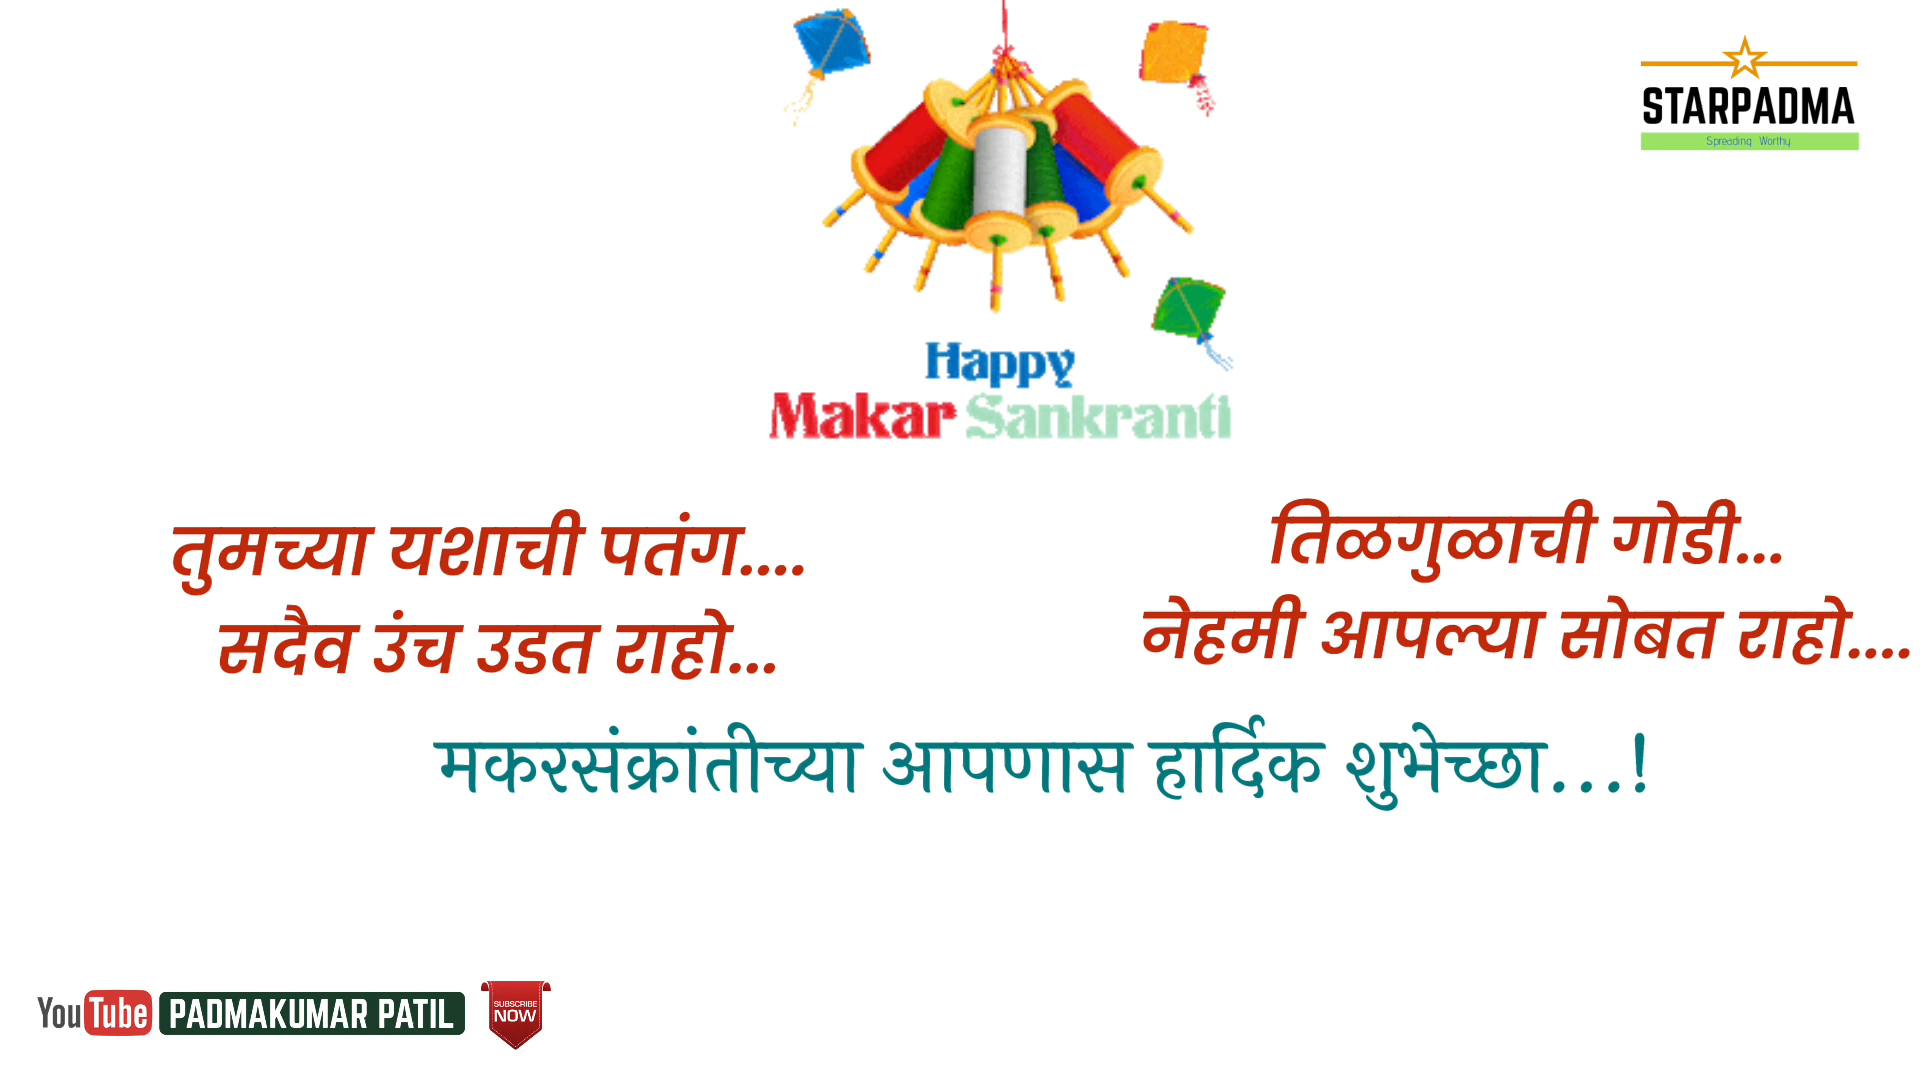 STARPADMA
Spreading Worthy
Happy
Makar Sankranti
तुमच्या यशाची पतंग....
सदैव उंच उडत राहो...
तिळगुळाची गोडी...
नेहमी आपल्या सोबत राहो....
मकरसंक्रांतीच्या आपणास हार्दिक शुभेच्छा...!
YouTube PADMAKUMAR PATIL
SUBSCRIBE
NOW